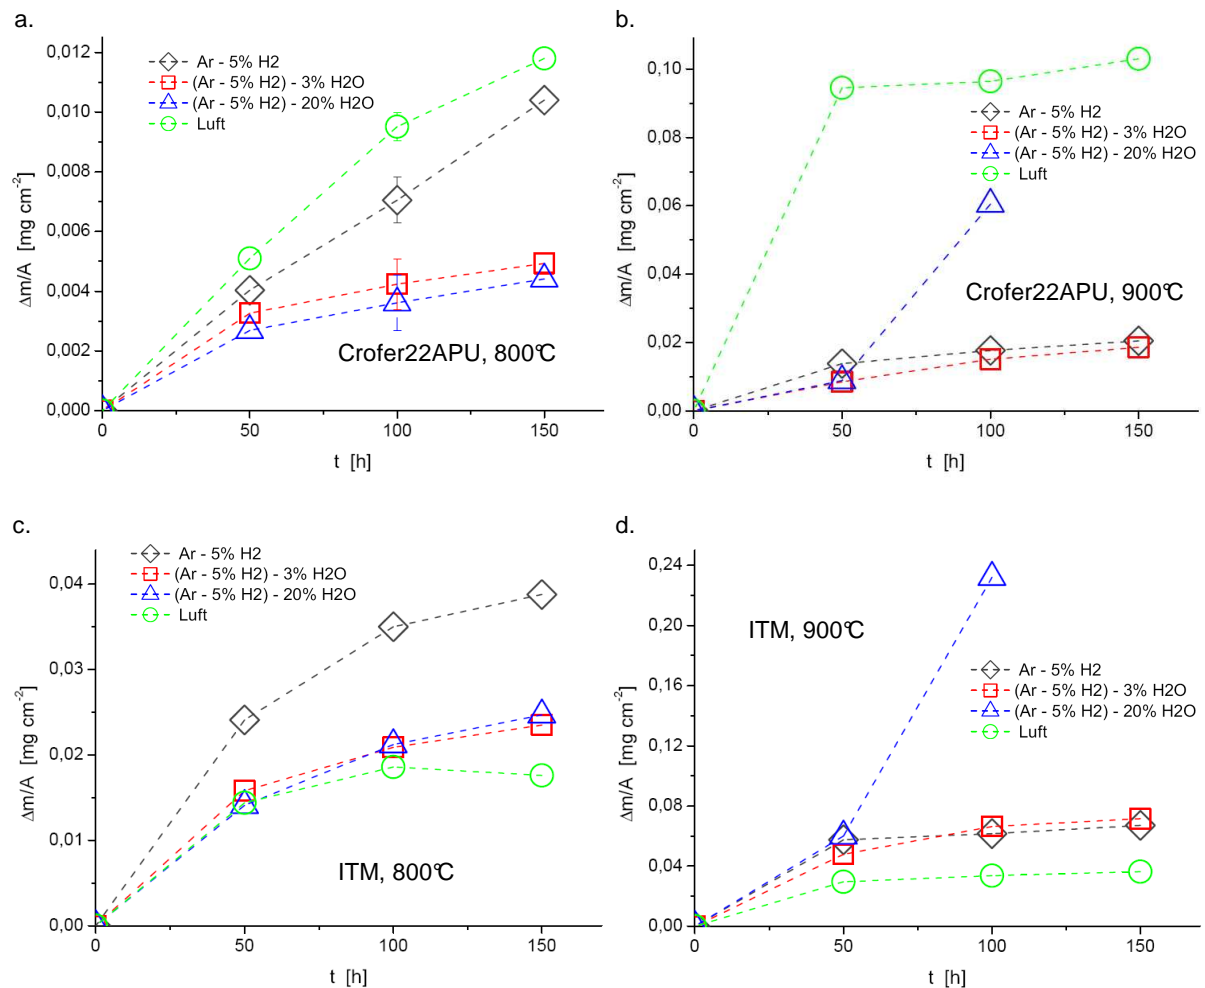 a.
0,012
0,010
0,008
0,006
0,004
0,002
0,000
Δm/A [mg cm-2]
Ar - 5% H2
(Ar - 5% H2) - 3% H2O
(Ar - 5% H2) - 20% H2O
Luft
Crofer22APU, 800°C
0 50 100 150
t [h]
b.
0,10
0,08
0,06
0,04
0,02
0,00
Δm/A [mg cm-2]
Ar - 5% H2
(Ar - 5% H2) - 3% H2O
(Ar - 5% H2) - 20% H2O
Luft
Crofer22APU, 900°C
0 50 100 150
t [h]
c.
0,04
0,03
0,02
0,01
0,00
Δm/A [mg cm-2]
Ar - 5% H2
(Ar - 5% H2) - 3% H2O
(Ar - 5% H2) - 20% H2O
Luft
ITM, 800°C
0 50 100 150
t [h]
d.
0,24
0,20
0,16
0,12
0,08
0,04
0,00
Δm/A [mg cm-2]
ITM, 900°C
Ar - 5% H2
(Ar - 5% H2) - 3% H2O
(Ar - 5% H2) - 20% H2O
Luft
0 50 100 150
t [h]